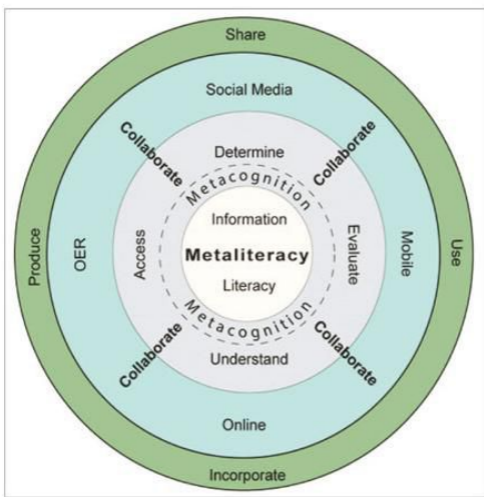 Share
Social Media
Collaborate
Collaborate
Determine
Metacognition
Information
Produce
OER
Access
Metaliteracy
Evaluate
Mobile
Use
Literacy
Metacognition
Understand
Collaborate
Collaborate
Online
Incorporate